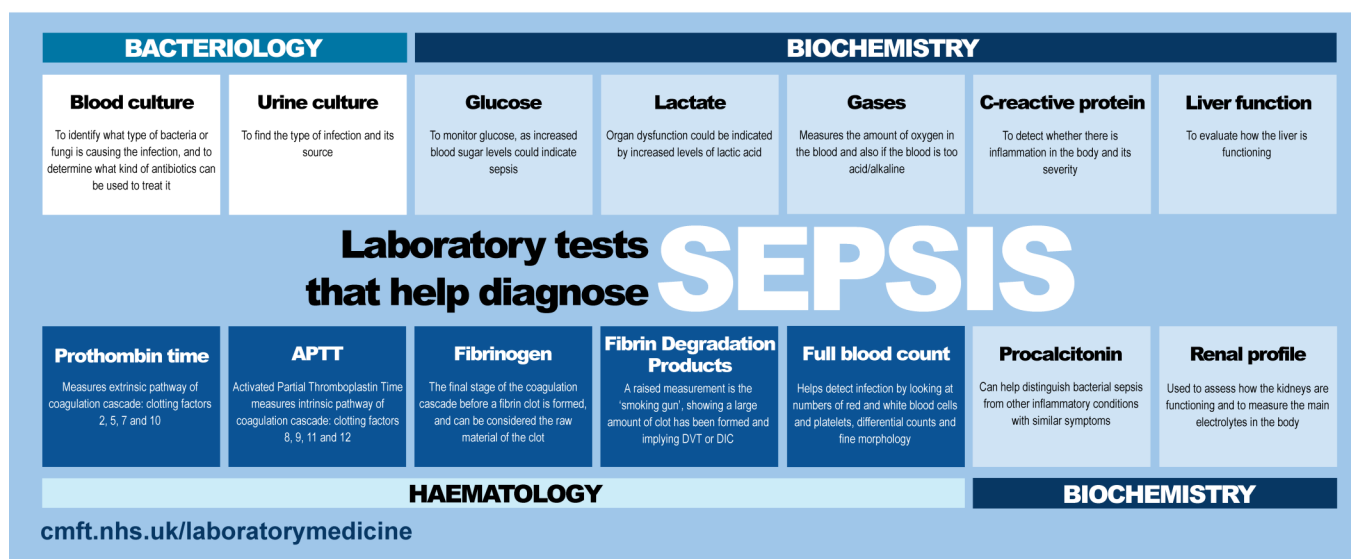 BACTERIOLOGY
BIOCHEMISTRY
Blood culture
To identify what type of bacteria or
fungi is causing the infection, and to
determine what kind of antibiotics can
be used to treat it
Urine culture
To find the type of infection and its
source
Glucose
To monitor glucose, as increased
blood sugar levels could indicate
sepsis
Lactate
Organ dysfunction could be indicated
by increased levels of lactic acid
Gases
Measures the amount of oxygen in
the blood and also if the blood is too
acid/alkaline
C-reactive protein
To detect whether there is
inflammation in the body and its
severity
Liver function
To evaluate how the liver is
functioning
Laboratory tests
that help diagnose
SEPSIS
Prothombin time
Measures extrinsic pathway of
coagulation cascade: clotting factors
2, 5, 7 and 10
APTT
Activated Partial Thromboplastin Time
measures intrinsic pathway of
coagulation cascade: clotting factors
8, 9, 11 and 12
Fibrinogen
The final stage of the coagulation
cascade before a fibrin clot is formed,
and can be considered the raw
material of the clot
Fibrin Degradation
Products
A raised measurement is the
‘smoking gun’, showing a large
amount of clot has been formed and
implying DVT or DIC
Full blood count
Helps detect infection by looking at
numbers of red and white blood cells
and platelets, differential counts and
fine morphology
Procalcitonin
Can help distinguish bacterial sepsis
from other inflammatory conditions
with similar symptoms
Renal profile
Used to assess how the kidneys are
functioning and to measure the main
electrolytes in the body
HAEMATOLOGY
BIOCHEMISTRY
cmft.nhs.uk/laboratorymedicine